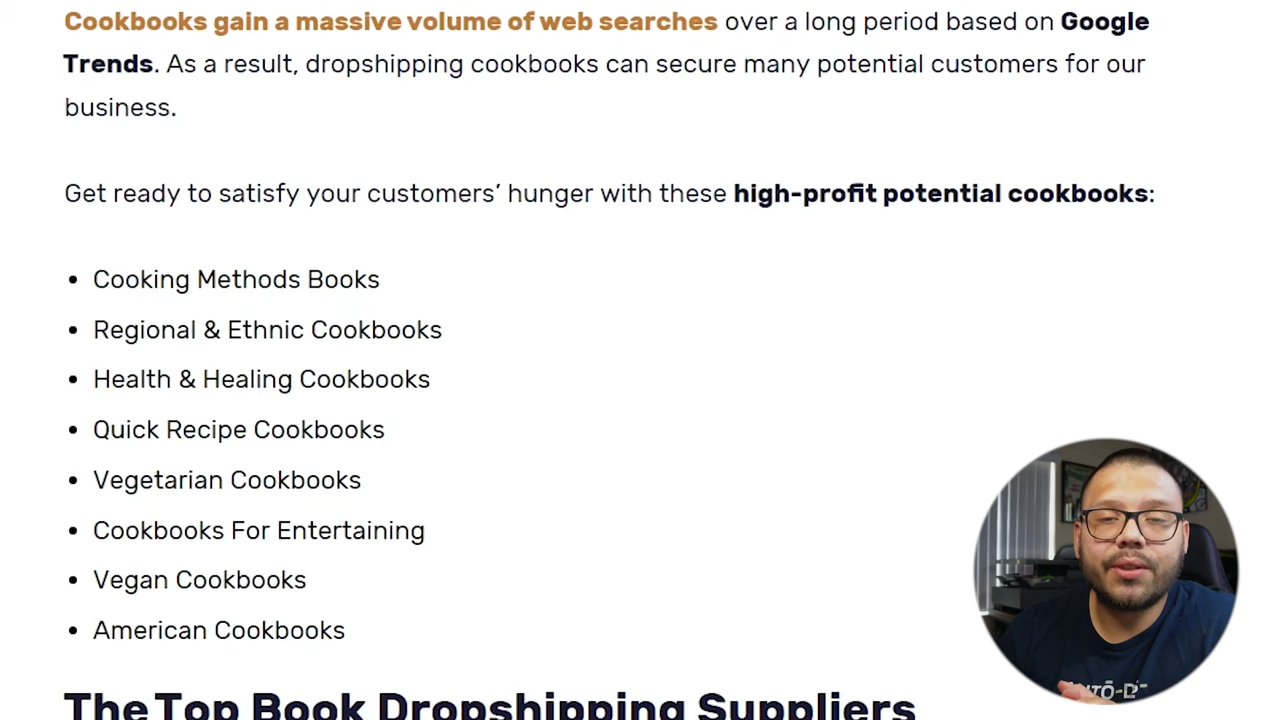 Cookbooks gain a massive volume of web searches over a long period based on Google
Trends. As a result, dropshipping cookbooks can secure many potential customers for our
business.
Get ready to satisfy your customers’ hunger with these high-profit potential cookbooks:
• Cooking Methods Books
• Regional & Ethnic Cookbooks
• Health & Healing Cookbooks
• Quick Recipe Cookbooks
• Vegetarian Cookbooks
• Cookbooks For Entertaining
• Vegan Cookbooks
• American Cookbooks
The Top Book Dropshipping Suppliers